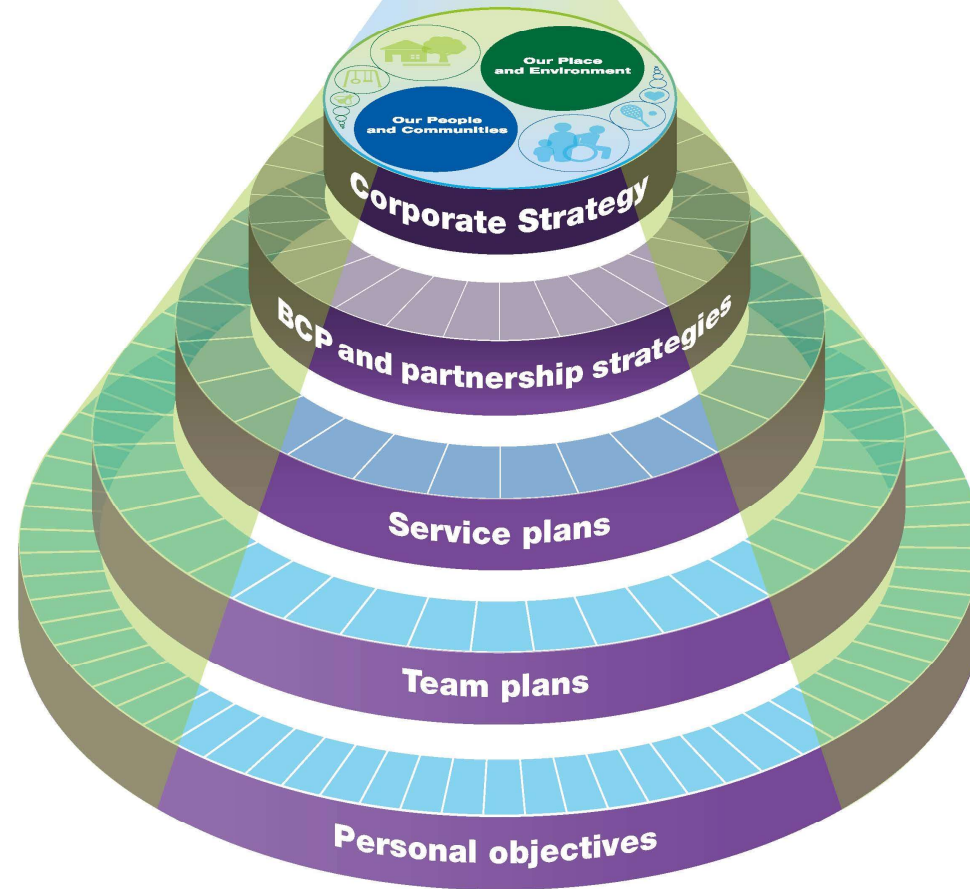 Our Place
and Environment
Our People
and Communities
Corporate Strategy
BCP and partnership strategies
Service plans
Team plans
Personal objectives